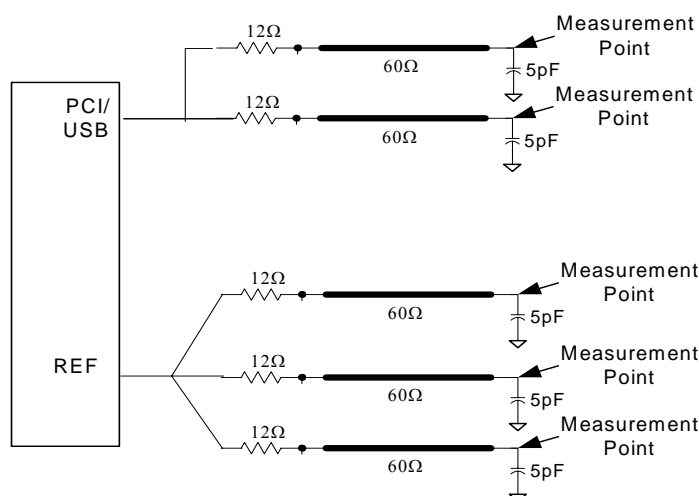 12Ω
Measurement
Point
60Ω
5pF
PCI/
USB
12Ω
Measurement
Point
60Ω
5pF
12Ω
Measurement
Point
60Ω
5pF
REF
12Ω
Measurement
Point
60Ω
5pF
12Ω
Measurement
Point
60Ω
5pF